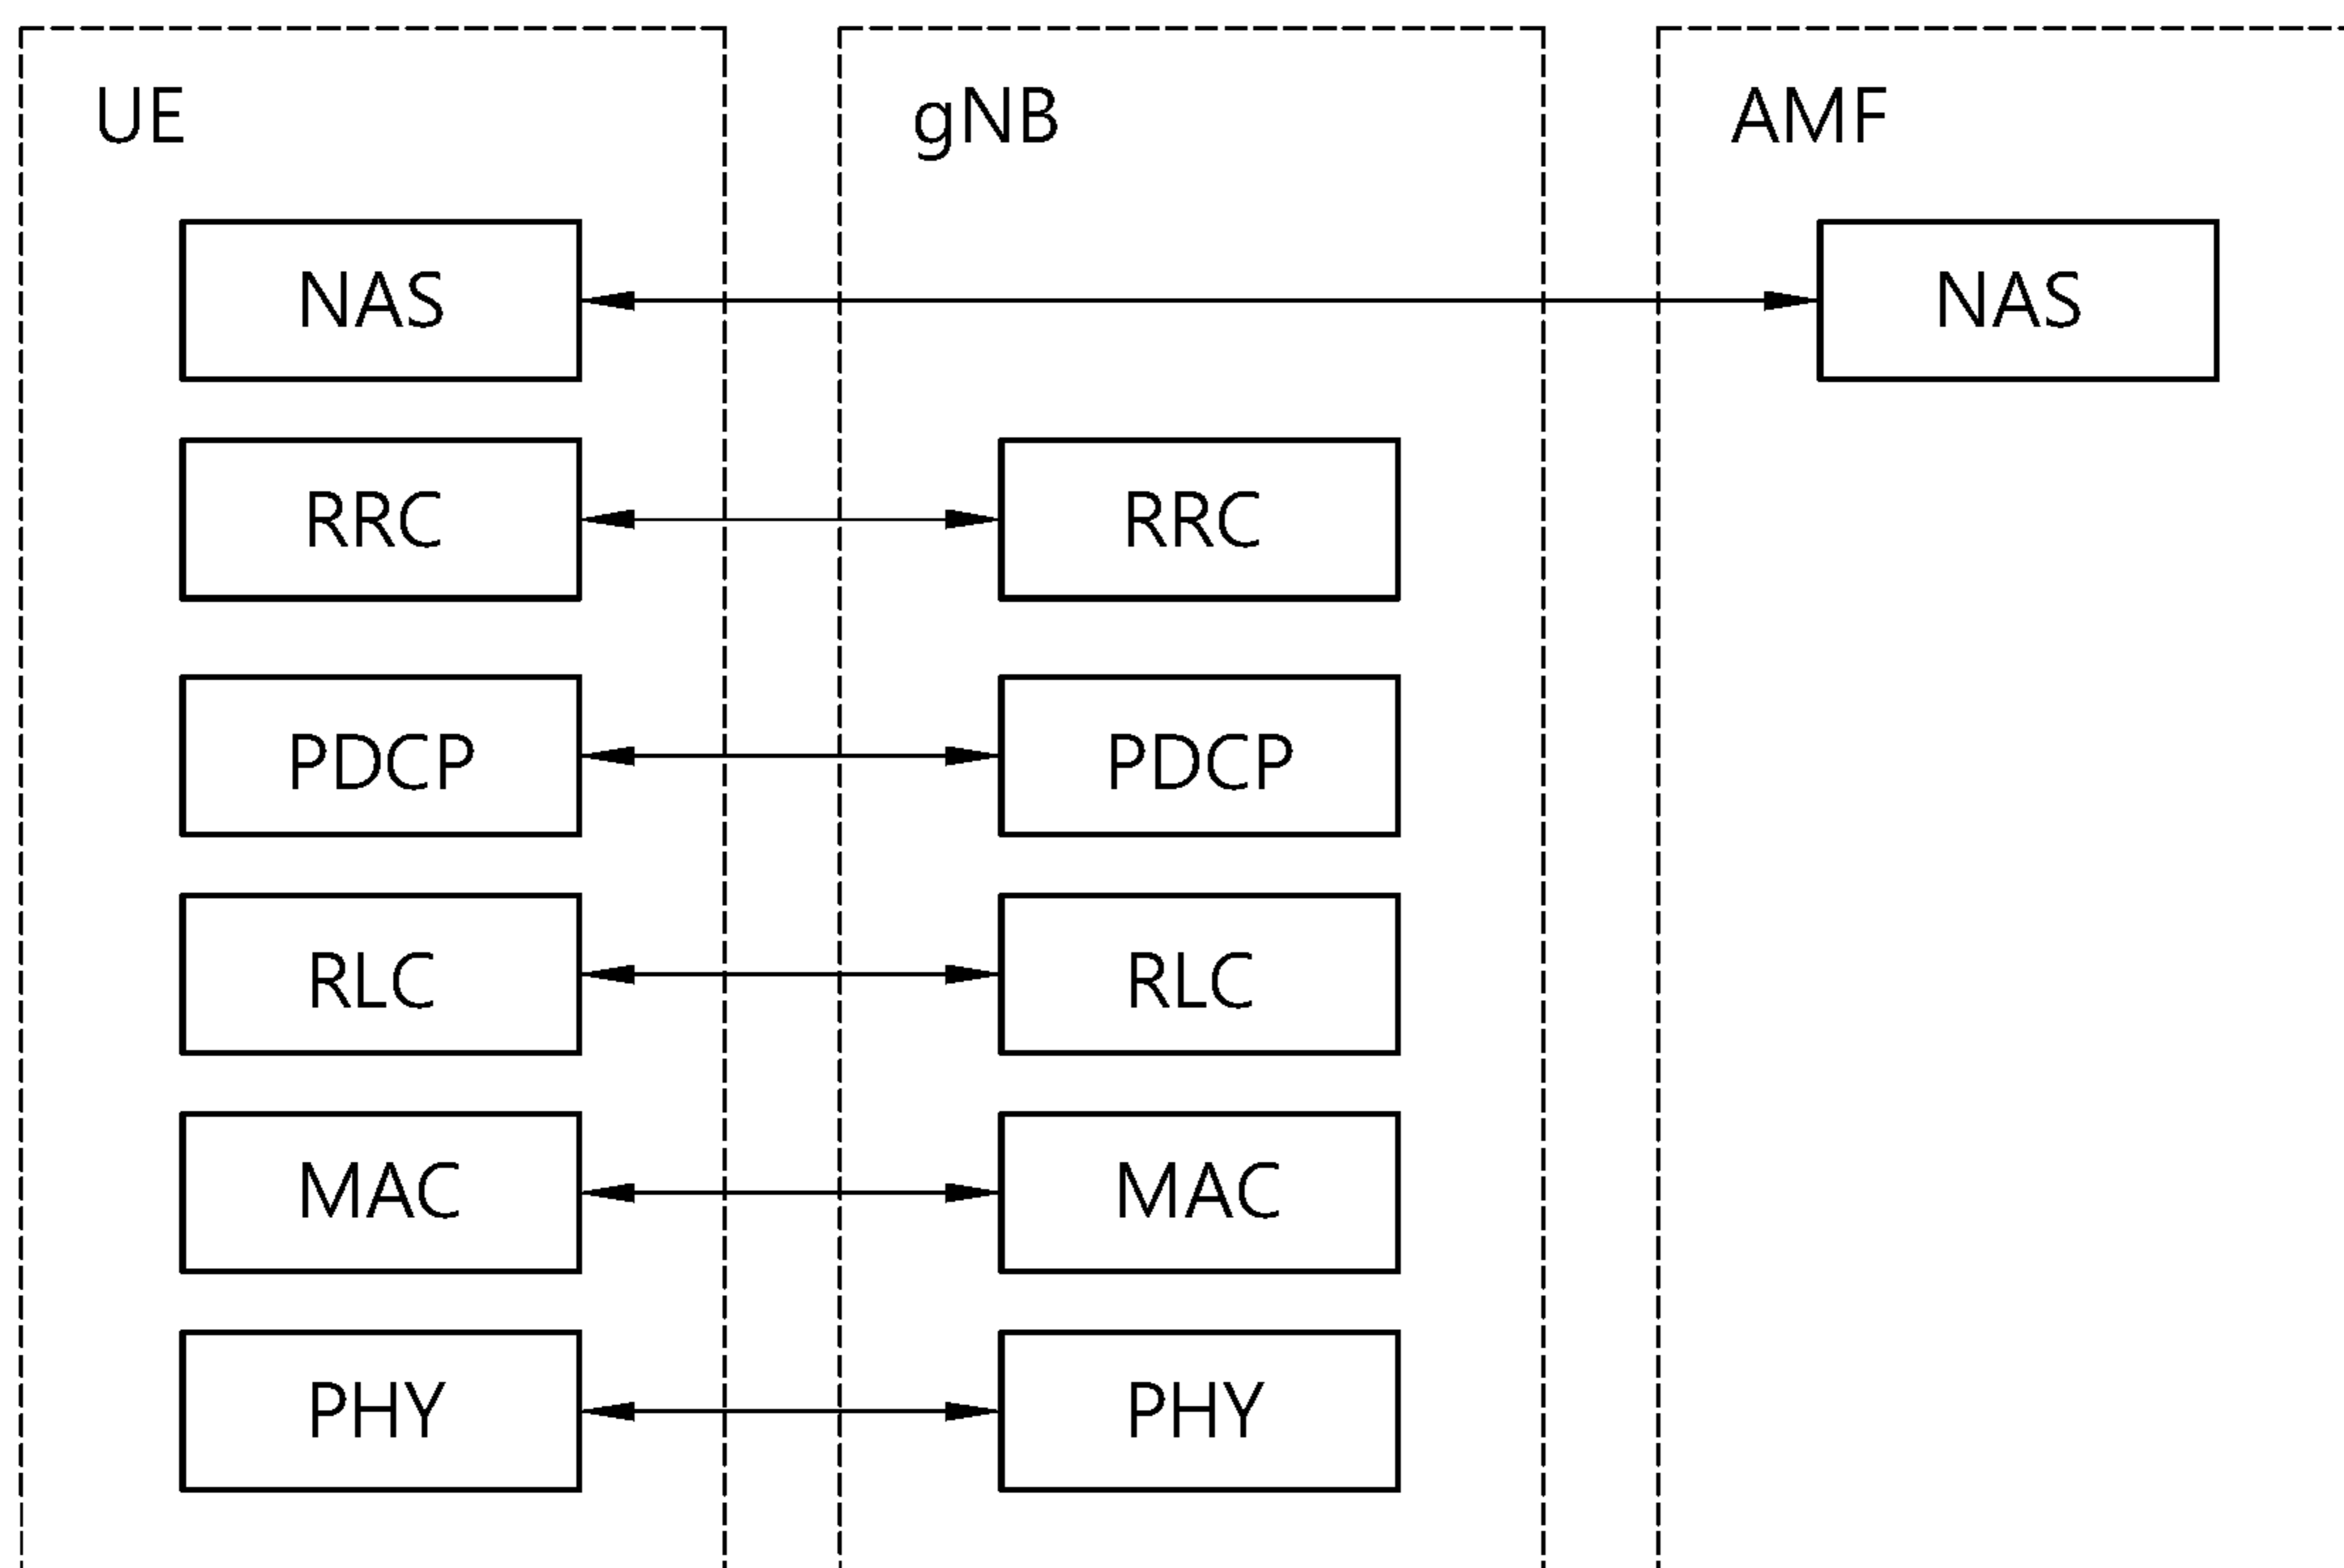 UE
gNB
AMF
NAS
NAS
RRC
RRC
PDCP
PDCP
RLC
RLC
MAC
MAC
PHY
PHY